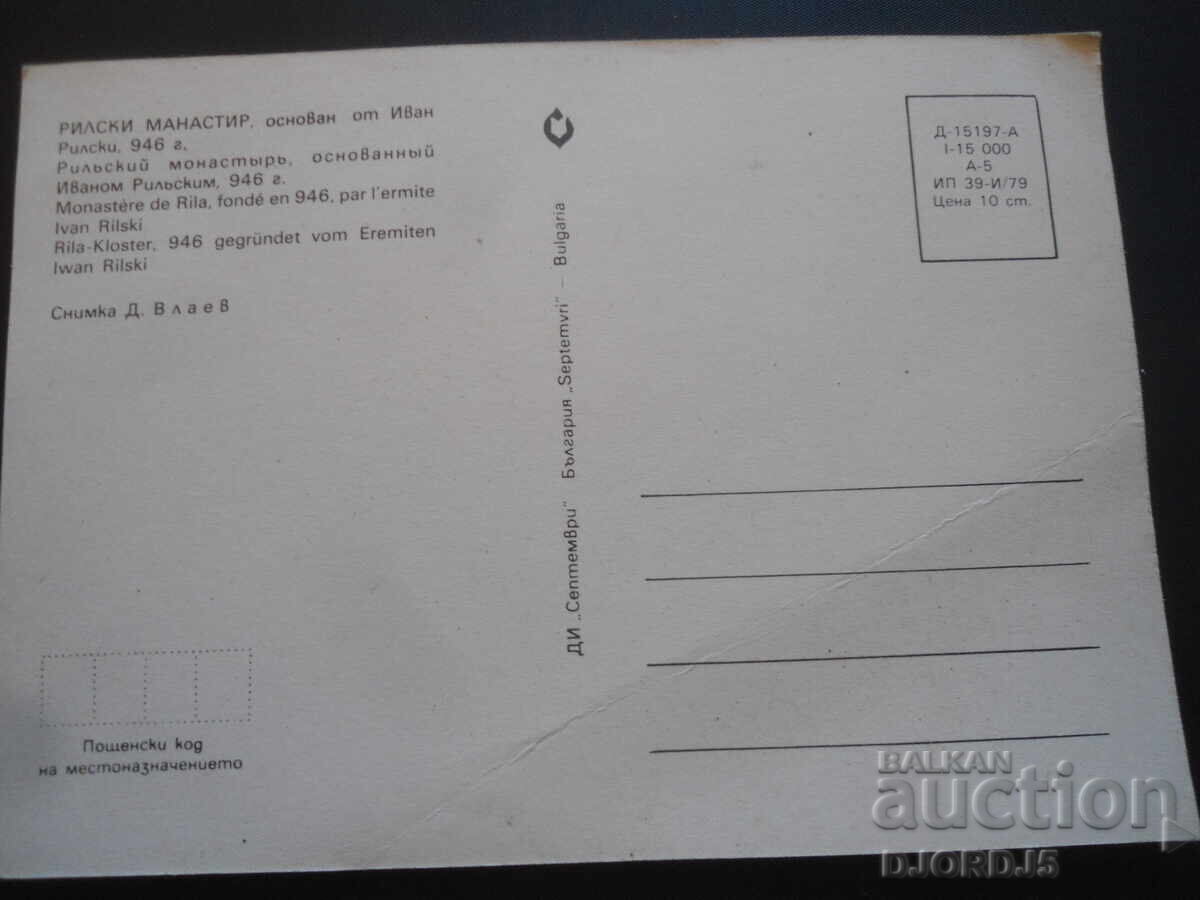 РИЛСКИ МАНАСТИР, основан от Иван
Рилски, 946 г.
Рильский монастырь, основанный
Иваном Рильским, 946 г.
Monastére de Rila, fondé en 946, par l'ermite
Ivan Rilski
Rila-Kloster, 946 gegründet vom Eremiten
Iwan Rilski
Снимка Д. Влаев
Пощенски код
на местоназначението
ДИ „Септември" България „Septemvri" – Bulgaria
Д-15197-А
I-15 000
А-5
ИП 39-И/79
Цена 10 ст.
BALKAN
auction
DJORDJ5